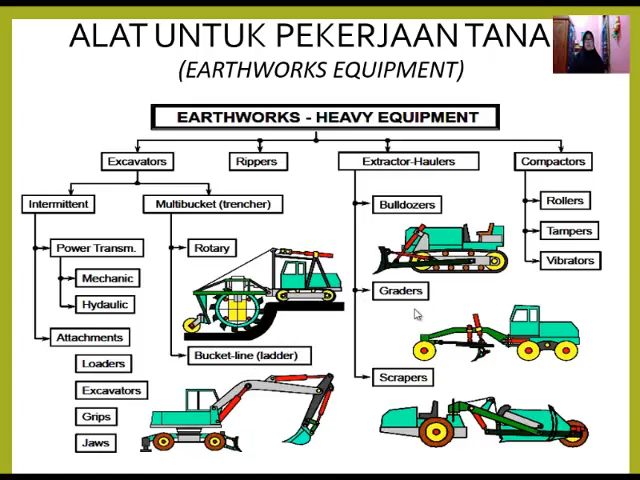 ALAT UNTUK PEKERJAAN TANA
(EARTHWORKS EQUIPMENT)
EARTHWORKS - HEAVY EQUIPMENT
Excavators
Rippers
Extractor-Haulers
Compactors
Intermittent
Multibucket (trencher)
Bulldozers
Rollers
Power Transm.
Rotary
Tampers
Mechanic
Vibrators
Hydaulic
Graders
Attachments
Bucket-line (ladder)
Loaders
Scrapers
Excavators
Grips
Jaws